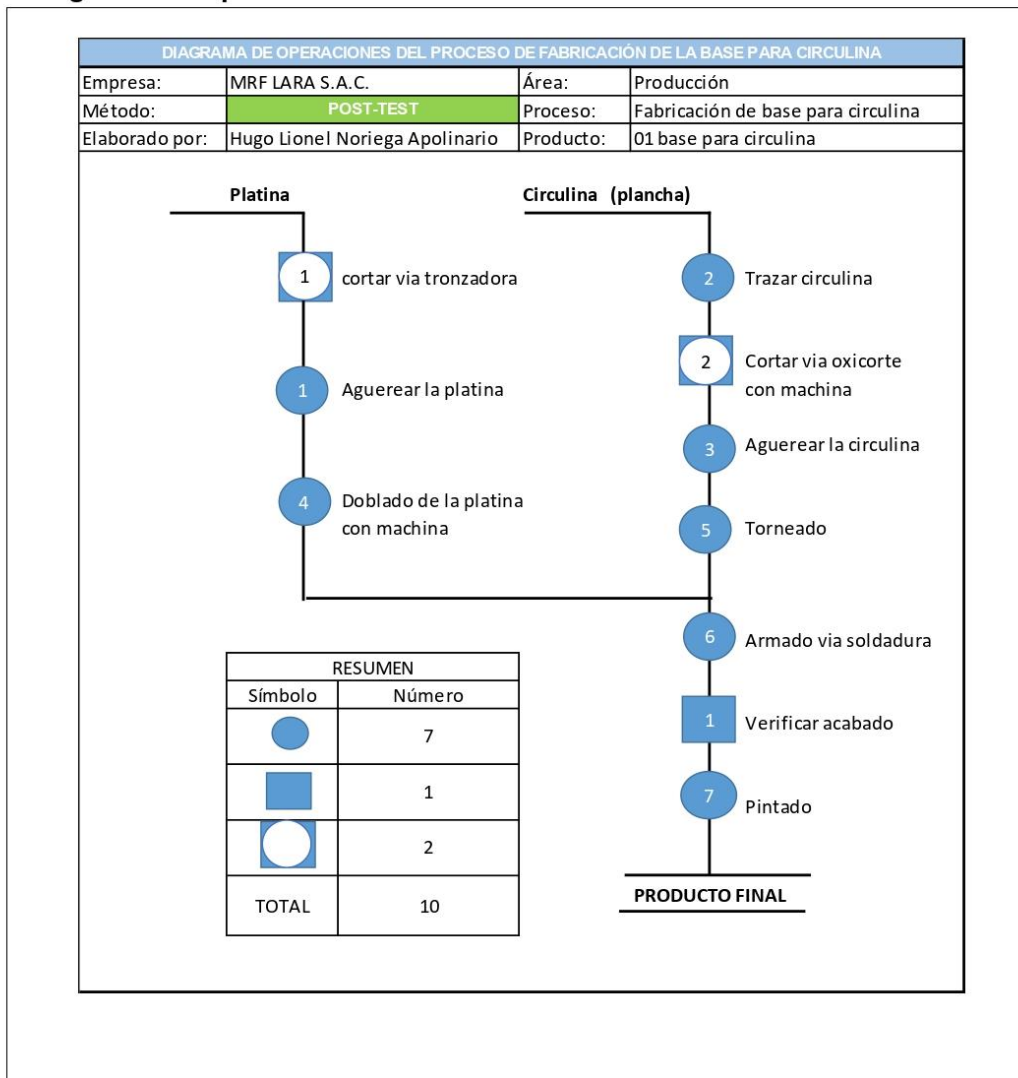 DIAGRAMA DE OPERACIONES DEL PROCESO DE FABRICACIÓN DE LA BASE PARA CIRCULINA
Empresa: MRF LARA S.A.C. Área: Producción
Método: POST-TEST Proceso: Fabricación de base para circulina
Elaborado por: Hugo Lionel Noriega Apolinario Producto: 01 base para circulina
Platina
1 cortar via tronzadora
1 Aguerear la platina
4 Doblado de la platina
con machina
Circulina (plancha)
2 Trazar circulina
2 Cortar via oxicorte
con machina
3 Aguerear la circulina
5 Torneado
6 Armado via soldadura
1 Verificar acabado
7 Pintado
PRODUCTO FINAL
RESUMEN
Símbolo Número
7
1
2
TOTAL 10